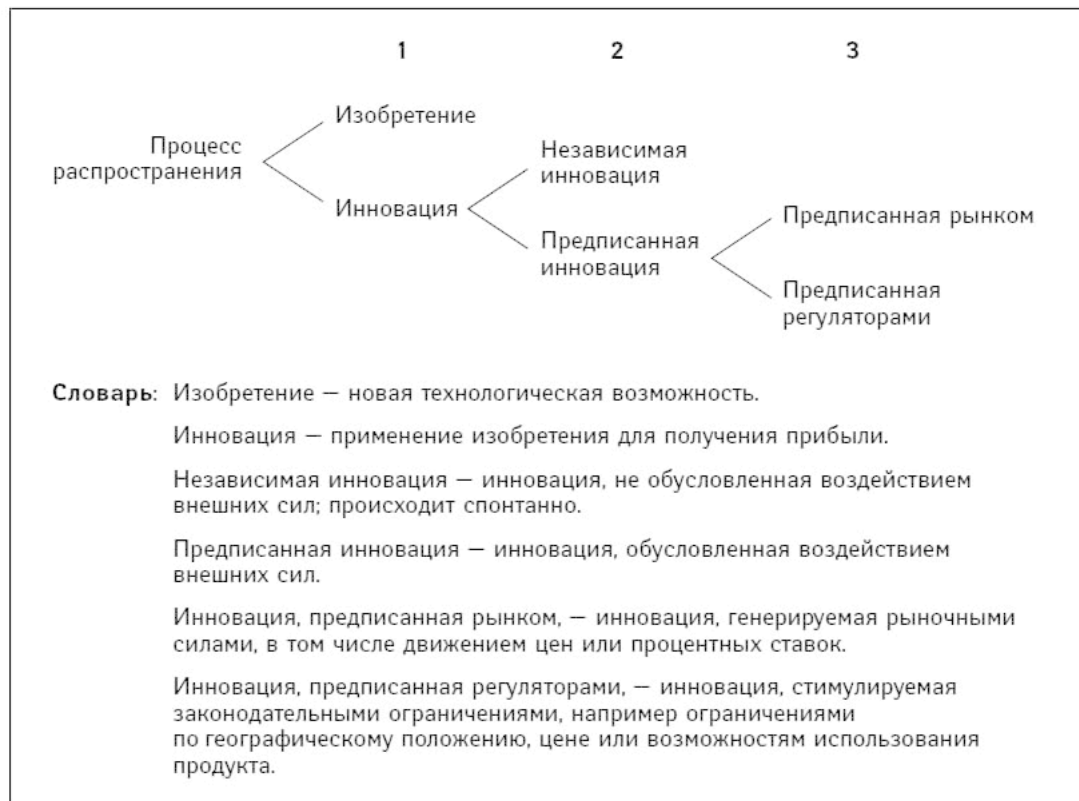 1 2 3
Изобретение
Процесс
распространения
Независимая
инновация
Инновация
Предписанная рынком
Предписанная
инновация
Предписанная
регуляторами
Словарь: Изобретение — новая технологическая возможность.
Инновация — применение изобретения для получения прибыли.
Независимая инновация — инновация, не обусловленная воздействием
внешних сил; происходит спонтанно.
Предписанная инновация — инновация, обусловленная воздействием
внешних сил.
Инновация, предписанная рынком, — инновация, генерируемая рыночными
силами, в том числе движением цен или процентных ставок.
Инновация, предписанная регуляторами, — инновация, стимулируемая
законодательными ограничениями, например ограничениями
по географическому положению, цене или возможностям использования
продукта.